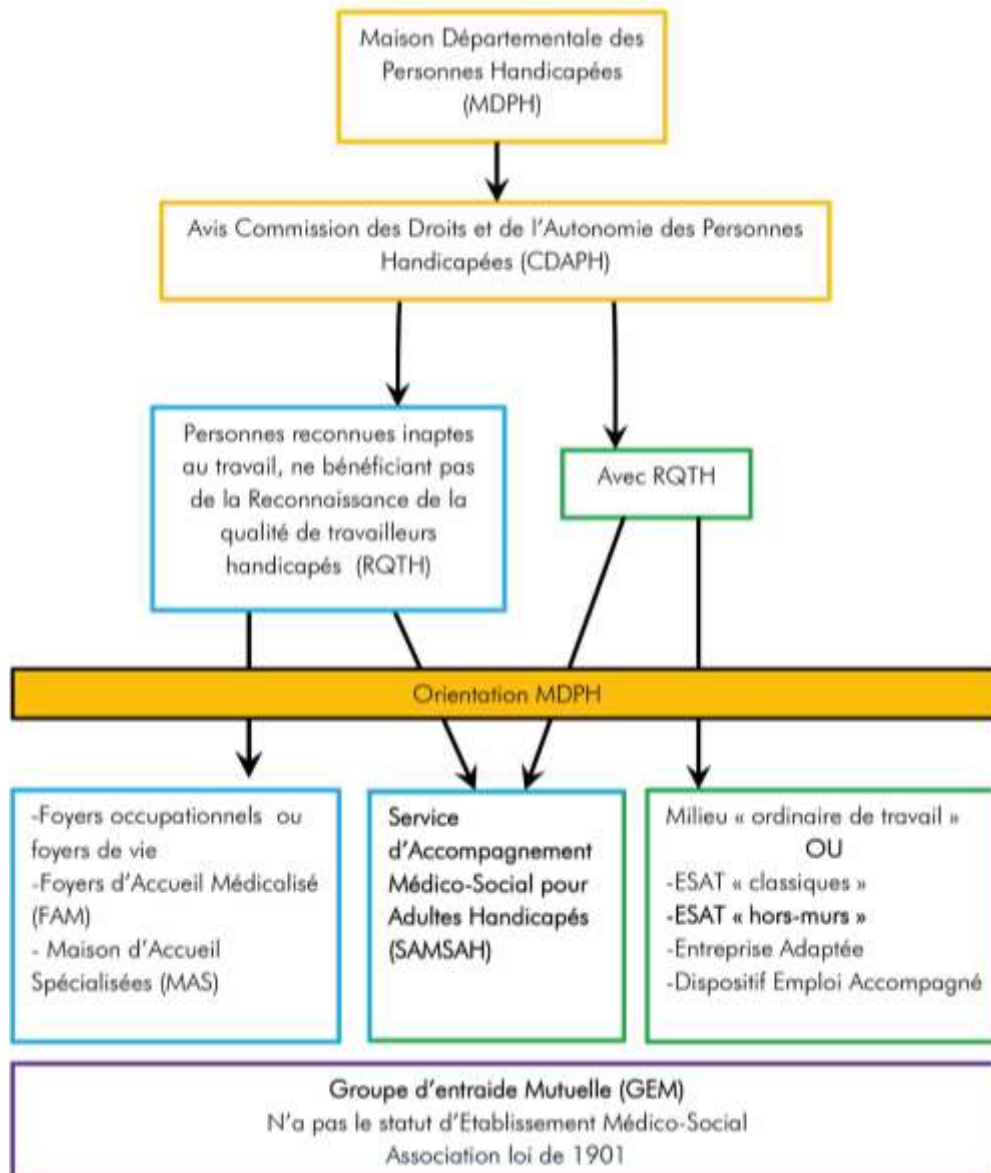 Maison Départementale des
Personnes Handicapées
(MDPH)
Avis Commission des Droits et de l'Autonomie des Personnes
Handicapées (CDAPH)
Personnes reconnues inaptes
au travail, ne bénéficiant pas
de la Reconnaissance de la
qualité de travailleurs
handicapés (RQTH)
Avec RQTH
Orientation MDPH
-Foyers occupationnels ou
foyers de vie
-Foyers d'Accueil Médicalisé
(FAM)
- Maison d'Accueil
Spécialisées (MAS)
Service
d'Accompagnement
Médico-Social pour
Adultes Handicapés
(SAMSAH)
Milieu « ordinaire de travail »
OU
-ESAT « classiques »
-ESAT « hors-murs »
-Entreprise Adaptée
-Dispositif Emploi Accompagné
Groupe d'entraide Mutuelle (GEM)
N'a pas le statut d'Etablissement Médico-Social
Association loi de 1901